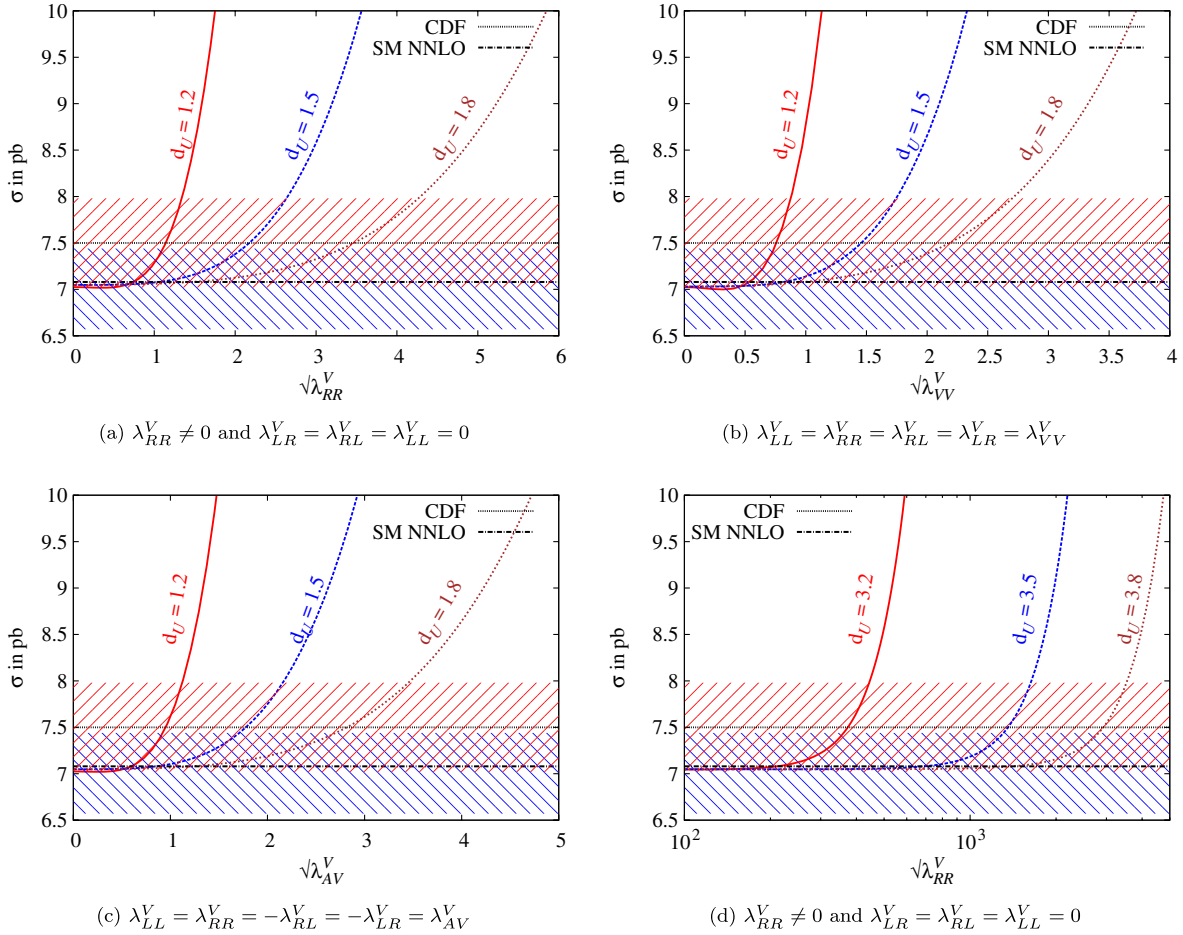 10
9.5
9
8.5
8
7.5
7
6.5
σ in pb
CDF
SM NNLO
d_U = 1.2
d_U = 1.5
d_U = 1.8
0 1 2 3 4 5 6
√λ^V_RR
(a) λ^V_RR ≠ 0 and λ^V_LR = λ^V_RL = λ^V_LL = 0
10
9.5
9
8.5
8
7.5
7
6.5
σ in pb
CDF
SM NNLO
d_U = 1.2
d_U = 1.5
d_U = 1.8
0 0.5 1 1.5 2 2.5 3 3.5 4
√λ^V_VV
(b) λ^V_LL = λ^V_RR = λ^V_RL = λ^V_LR = λ^V_VV
10
9.5
9
8.5
8
7.5
7
6.5
σ in pb
CDF
SM NNLO
d_U = 1.2
d_U = 1.5
d_U = 1.8
0 1 2 3 4 5
√λ^V_AV
(c) λ^V_LL = λ^V_RR = −λ^V_RL = −λ^V_LR = λ^V_AV
10
9.5
9
8.5
8
7.5
7
6.5
σ in pb
CDF
SM NNLO
d_U = 3.2
d_U = 3.5
d_U = 3.8
10^2 10^3
√λ^V_RR
(d) λ^V_RR ≠ 0 and λ^V_LR = λ^V_RL = λ^V_LL = 0